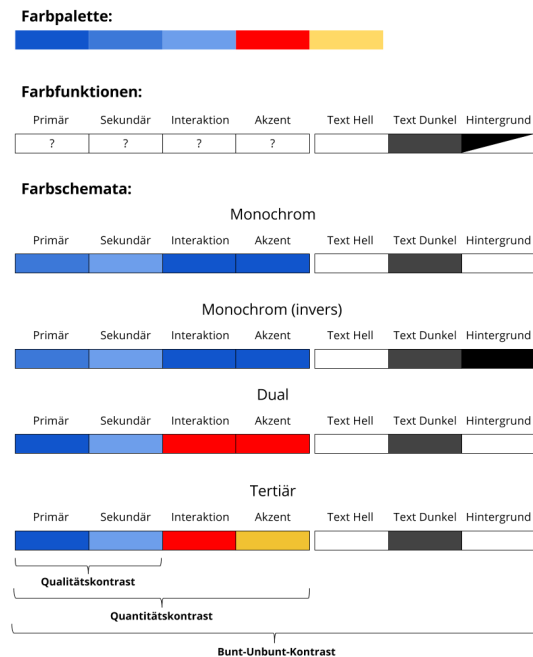 Farbpalette:
Farbfunktionen:
Primär Sekundär Interaktion Akzent Text Hell Text Dunkel Hintergrund
? ? ? ?
Farbschemata:
Monochrom
Primär Sekundär Interaktion Akzent Text Hell Text Dunkel Hintergrund
Monochrom (invers)
Primär Sekundär Interaktion Akzent Text Hell Text Dunkel Hintergrund
Dual
Primär Sekundär Interaktion Akzent Text Hell Text Dunkel Hintergrund
Tertiär
Primär Sekundär Interaktion Akzent Text Hell Text Dunkel Hintergrund
Qualitätskontrast
Quantitätskontrast
Bunt-Unbunt-Kontrast